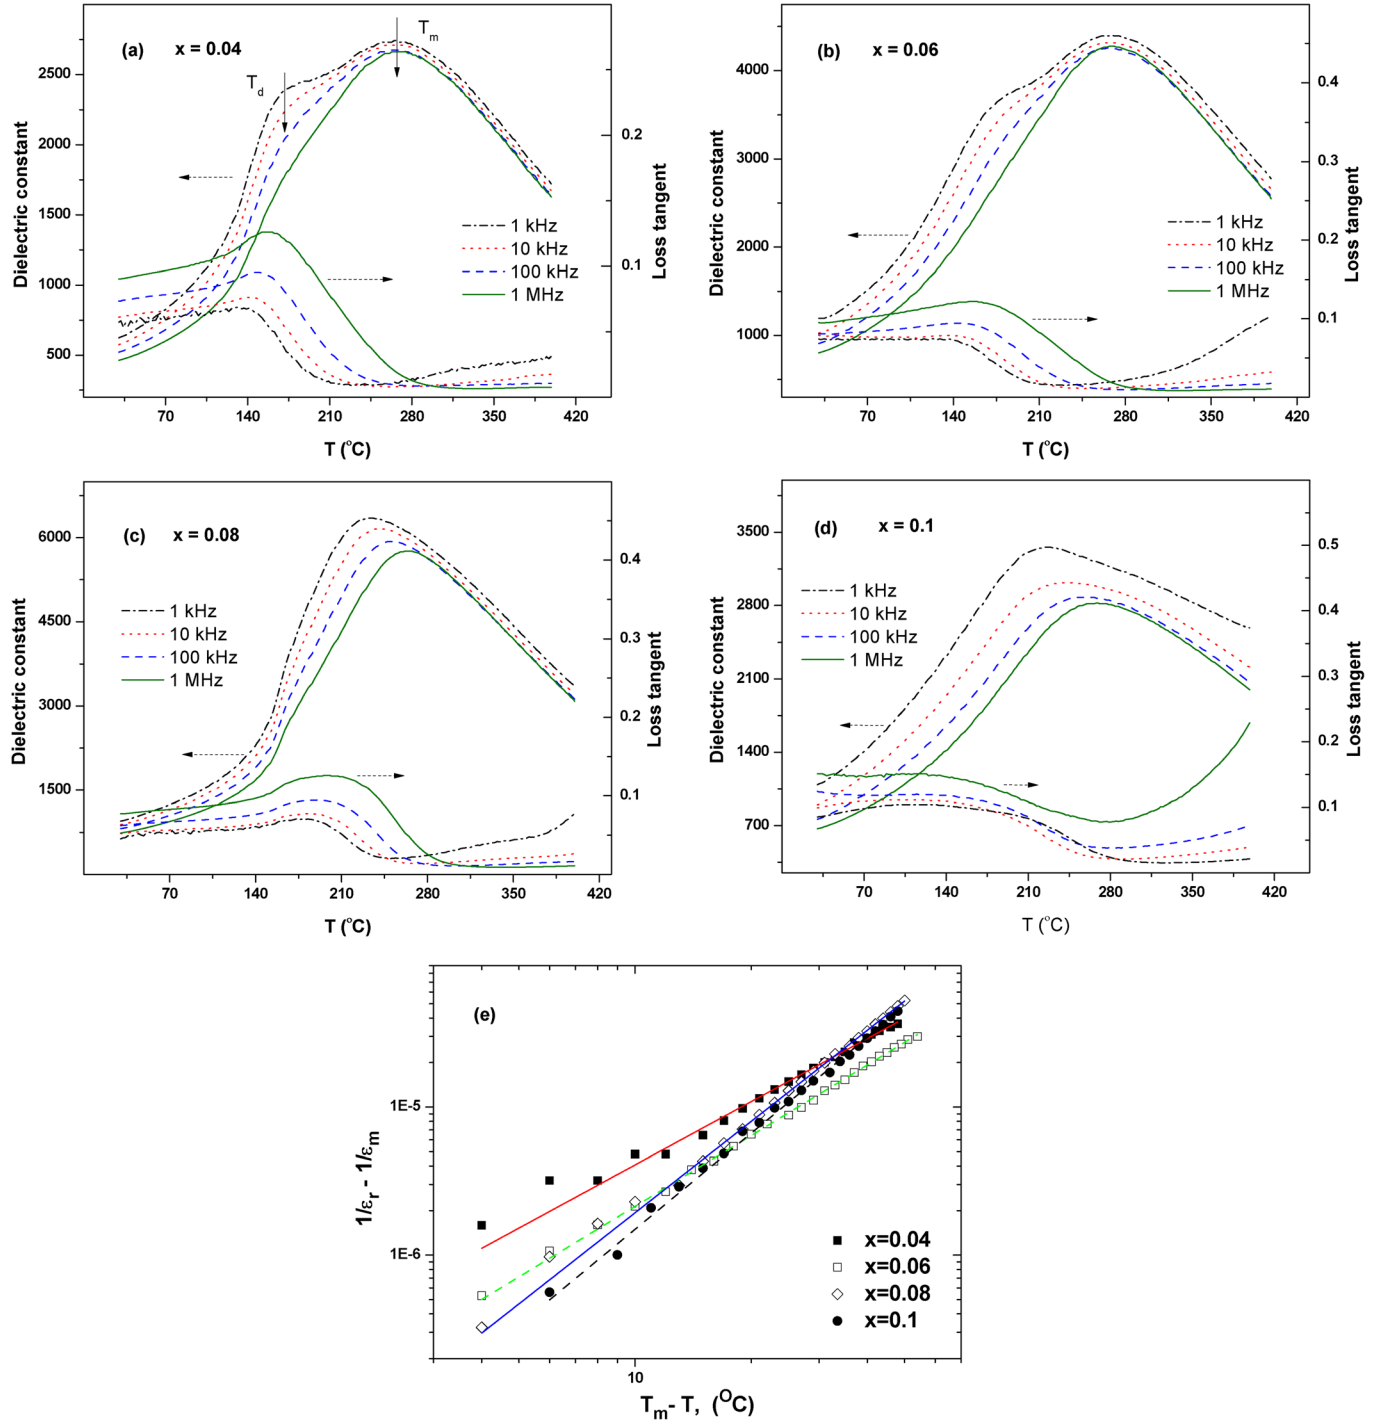 (a) x = 0.04
T_m
T_d
2500
2000
1500
1000
500
Dielectric constant
0.2
0.1
Loss tangent
1 kHz
10 kHz
100 kHz
1 MHz
70 140 210 280 350 420
T (°C)
(b) x = 0.06
4000
3000
2000
1000
Dielectric constant
0.4
0.3
0.2
0.1
Loss tangent
1 kHz
10 kHz
100 kHz
1 MHz
70 140 210 280 350 420
T (°C)
(c) x = 0.08
6000
4500
3000
1500
Dielectric constant
0.4
0.3
0.2
0.1
Loss tangent
1 kHz
10 kHz
100 kHz
1 MHz
70 140 210 280 350 420
T (°C)
(d) x = 0.1
3500
2800
2100
1400
700
Dielectric constant
0.5
0.4
0.3
0.2
0.1
Loss tangent
1 kHz
10 kHz
100 kHz
1 MHz
70 140 210 280 350 420
T (°C)
(e)
1E-5
1E-6
1/ε_r - 1/ε_m
x=0.04
x=0.06
x=0.08
x=0.1
10
T_m- T, (°C)